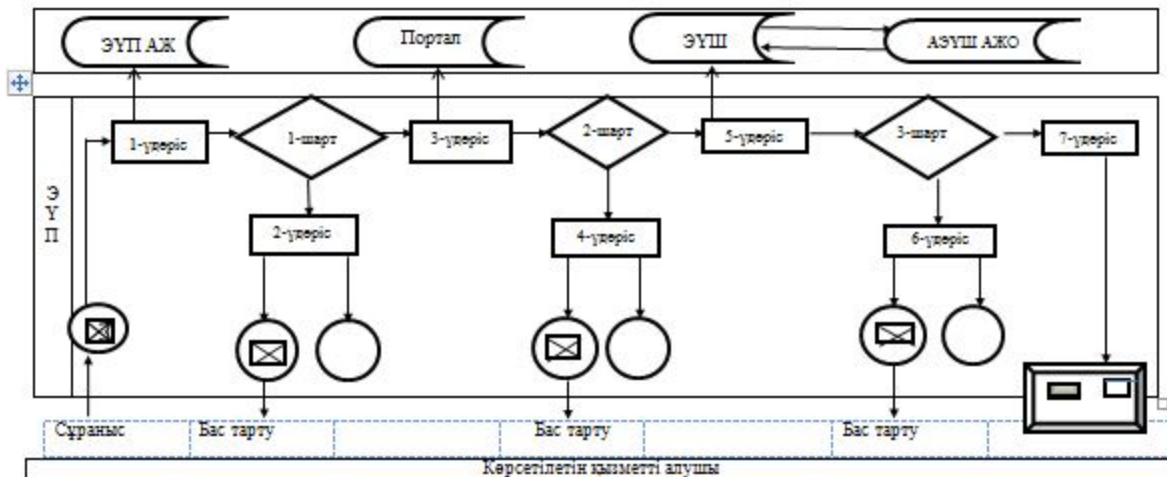 ЭҮП АЖ
Портал
ЭҮШ
АЭҮШ АЖО
1-үдеріс
1-шарт
3-үдеріс
2-шарт
5-үдеріс
3-шарт
7-үдеріс
Э
Ү
П
2-үдеріс
4-үдеріс
6-үдеріс
Сұраныс
Бас тарту
Бас тарту
Бас тарту
Көрсетілетін қызметті алушы